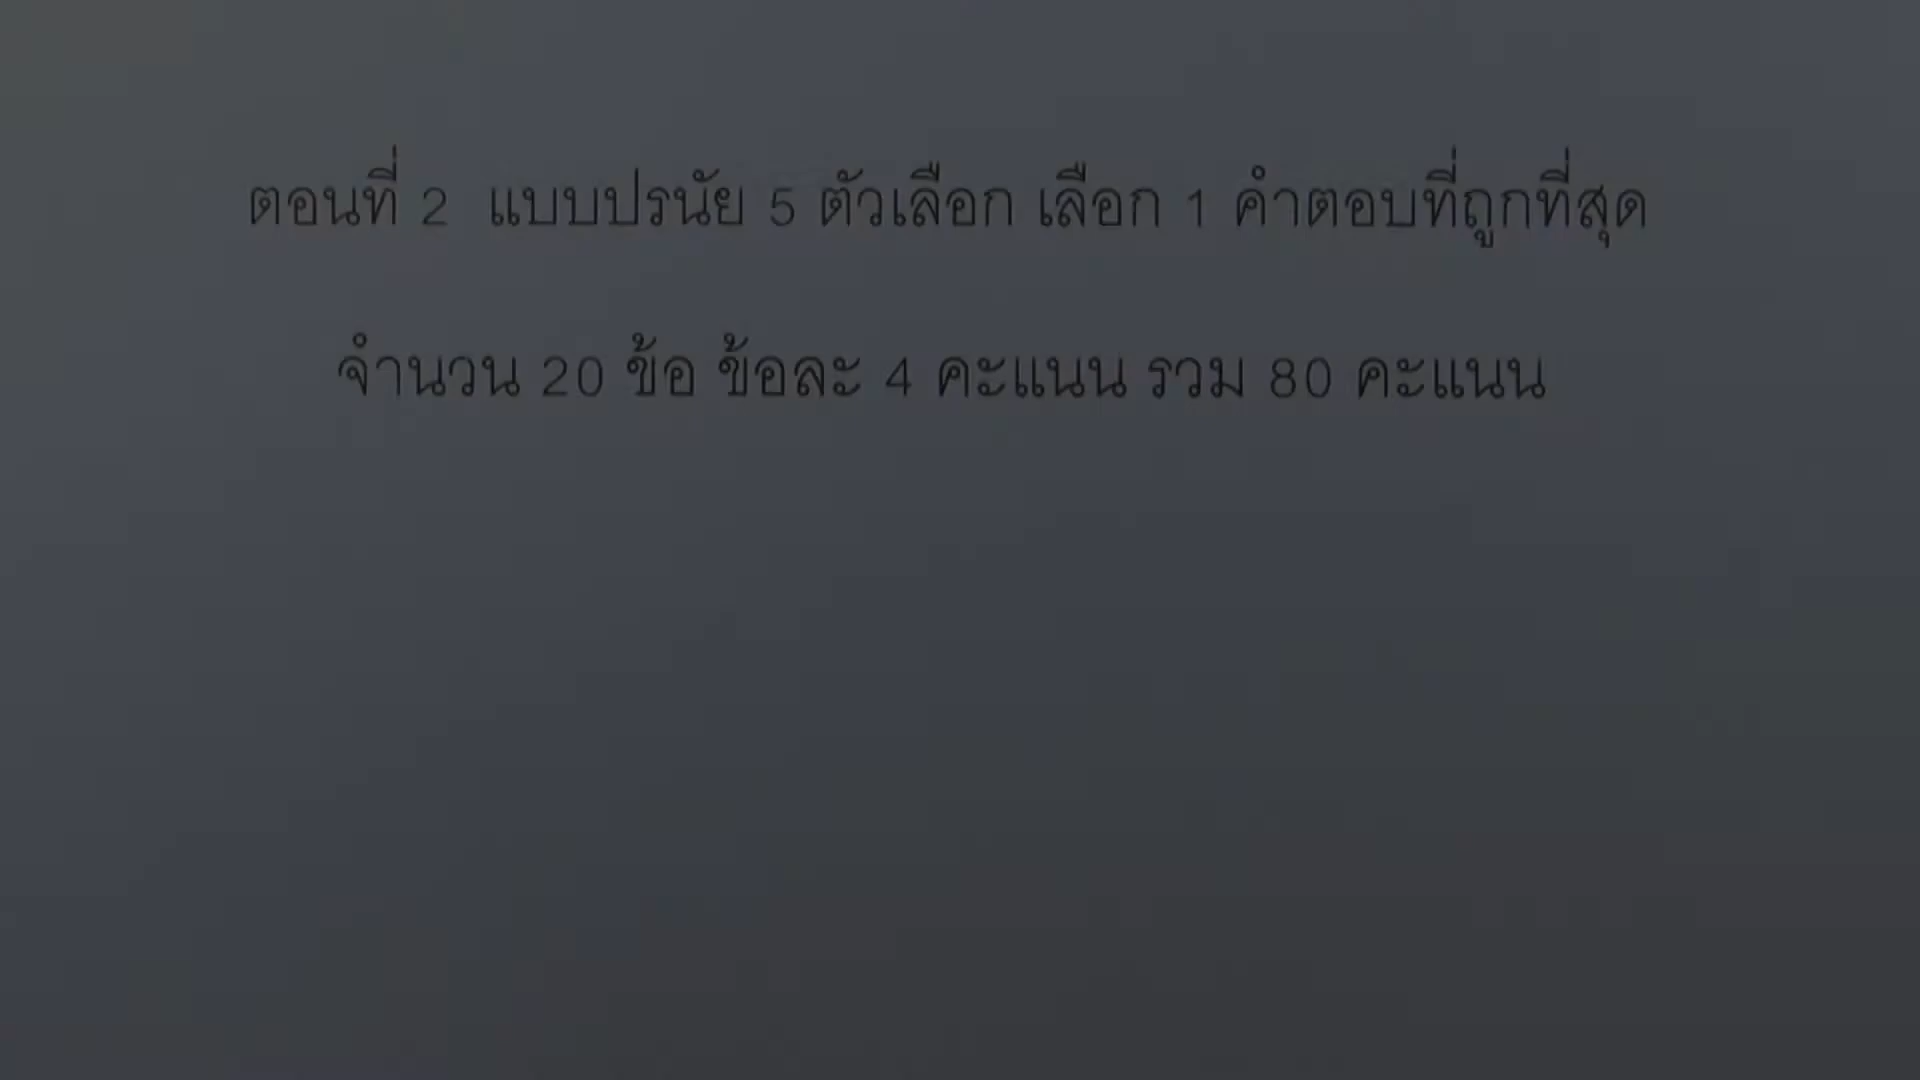 ตอนที่ 2 แบบปรนัย 5 ตัวเลือก เลือก 1 คำตอบที่ถูกที่สุด
จำนวน 20 ข้อ ข้อละ 4 คะแนน รวม 80 คะแนน